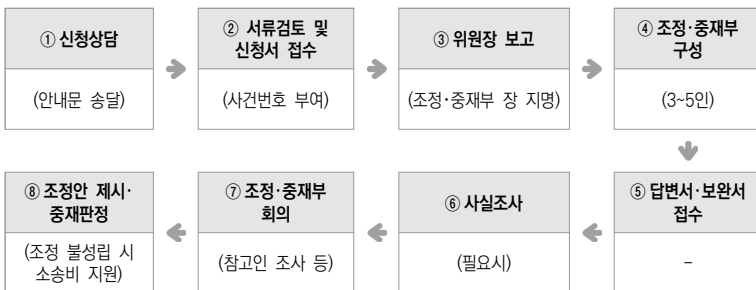 ① 신청상담
(안내문 송달)
② 서류검토 및
신청서 접수
(사건번호 부여)
③ 위원장 보고
(조정·중재부 장 지명)
④ 조정·중재부
구성
(3~5인)
⑤ 답변서·보완서
접수
–
⑥ 사실조사
(필요시)
⑦ 조정·중재부
회의
(참고인 조사 등)
⑧ 조정안 제시·
중재판정
(조정 불성립 시
소송비 지원)